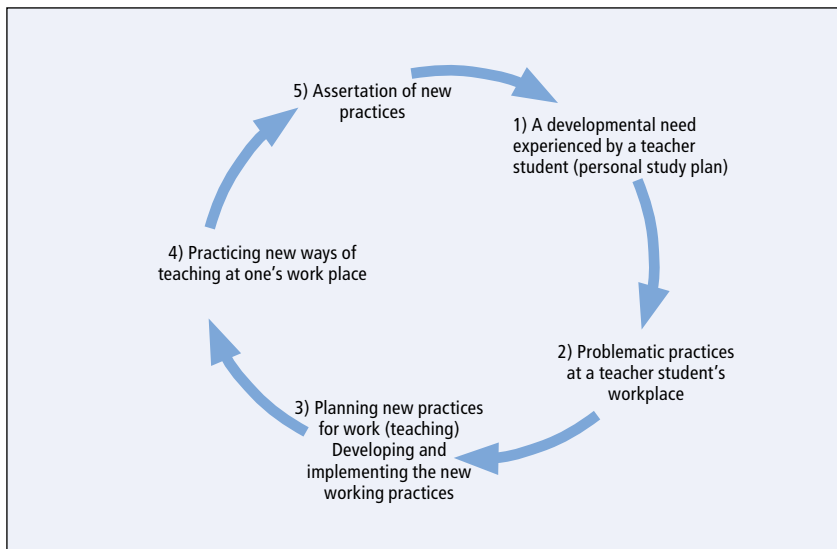 5) Assertation of new
practices
1) A developmental need
experienced by a teacher
student (personal study plan)
2) Problematic practices
at a teacher student’s
workplace
3) Planning new practices
for work (teaching)
Developing and
implementing the new
working practices
4) Practicing new ways of
teaching at one’s work place